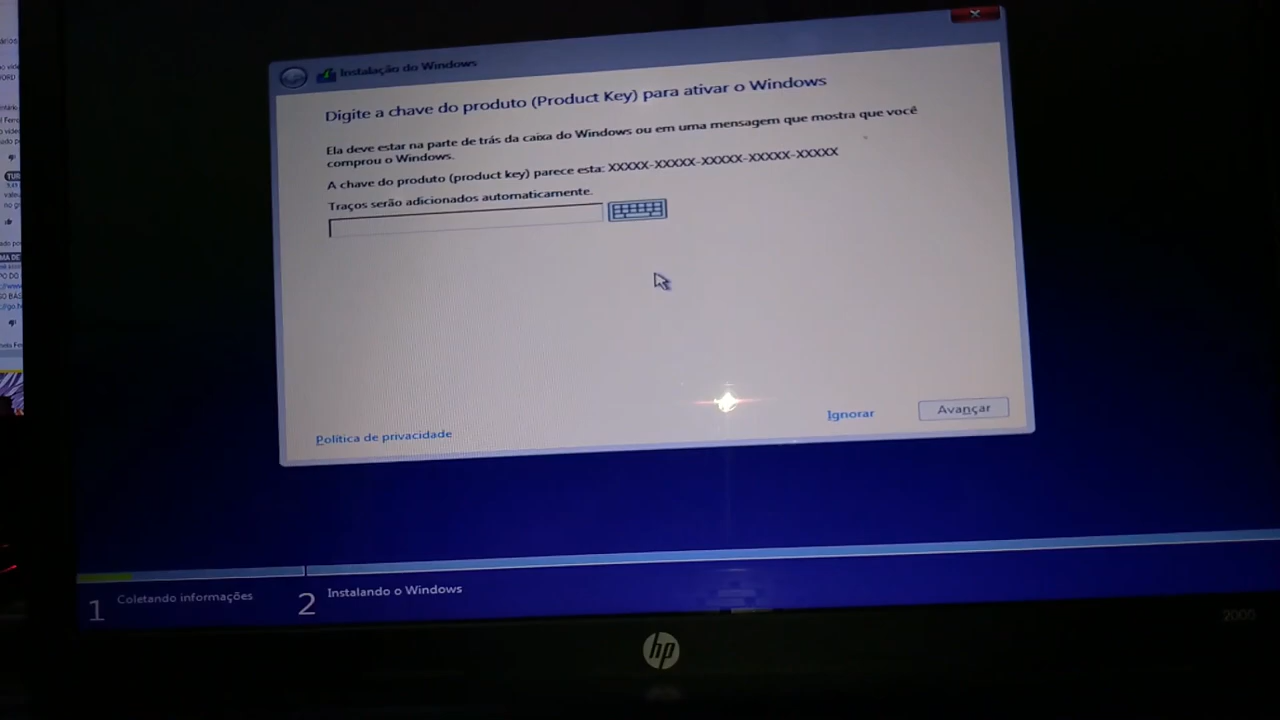 Instalação do Windows
Digite a chave do produto (Product Key) para ativar o Windows
Ela deve estar na parte de trás da caixa do Windows ou em uma mensagem que mostra que você
comprou o Windows.
A chave do produto (product key) parece esta: XXXXX-XXXXX-XXXXX-XXXXX-XXXXX
Traços serão adicionados automaticamente.
Ignorar
Avançar
Política de privacidade
1 Coletando informações
2 Instalando o Windows
hp
2000